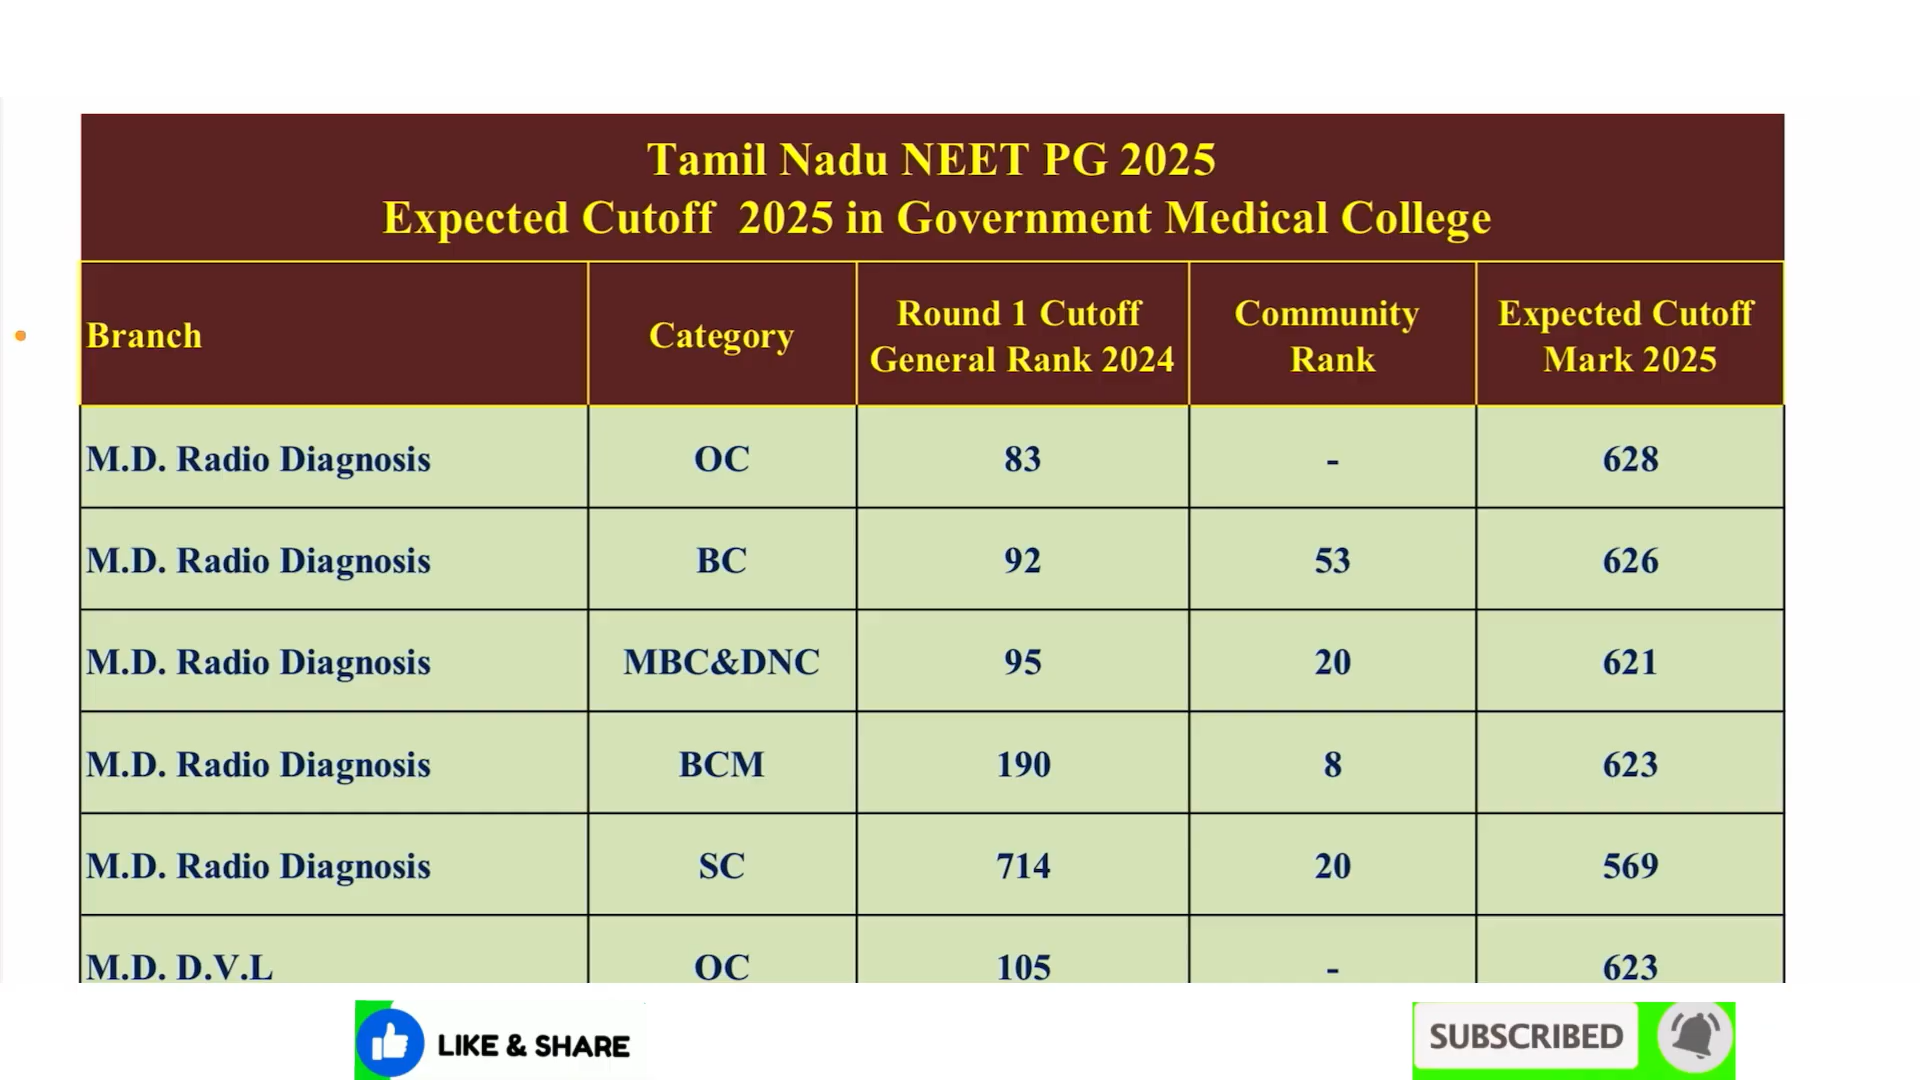 Tamil Nadu NEET PG 2025
Expected Cutoff 2025 in Government Medical College
Branch Category Round 1 Cutoff General Rank 2024 Community Rank Expected Cutoff Mark 2025
M.D. Radio Diagnosis OC 83 - 628
M.D. Radio Diagnosis BC 92 53 626
M.D. Radio Diagnosis MBC&DNC 95 20 621
M.D. Radio Diagnosis BCM 190 8 623
M.D. Radio Diagnosis SC 714 20 569
M.D. D.V.L OC 105 - 623
LIKE & SHARE
SUBSCRIBED